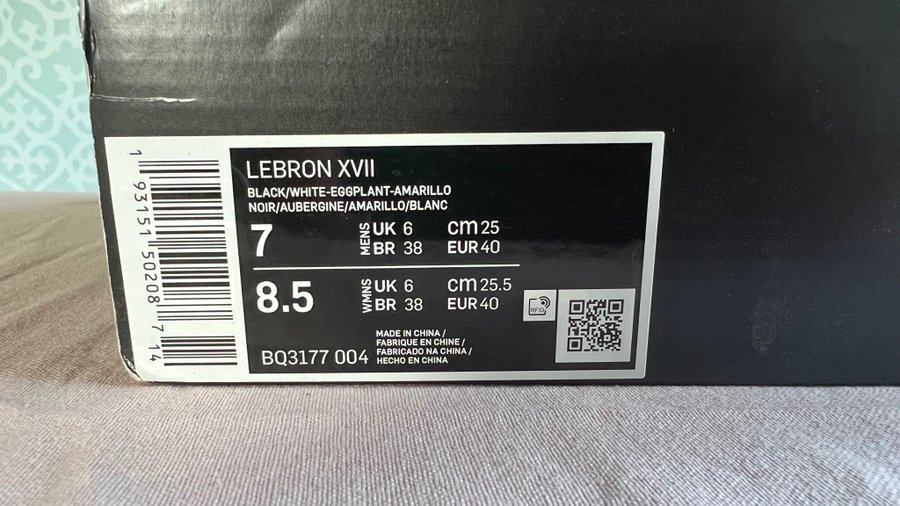 1 93151 50208 7 14
LEBRON XVII
BLACK/WHITE-EGGPLANT-AMARILLO
NOIR/AUBERGINE/AMARILLO/BLANC
7 MENS UK 6 cm 25
BR 38 EUR 40
8.5 WMNS UK 6 cm 25.5
BR 38 EUR 40
RFID
BQ3177 004
MADE IN CHINA /
FABRIQUE EN CHINE /
FABRICADO NA CHINA /
HECHO EN CHINA